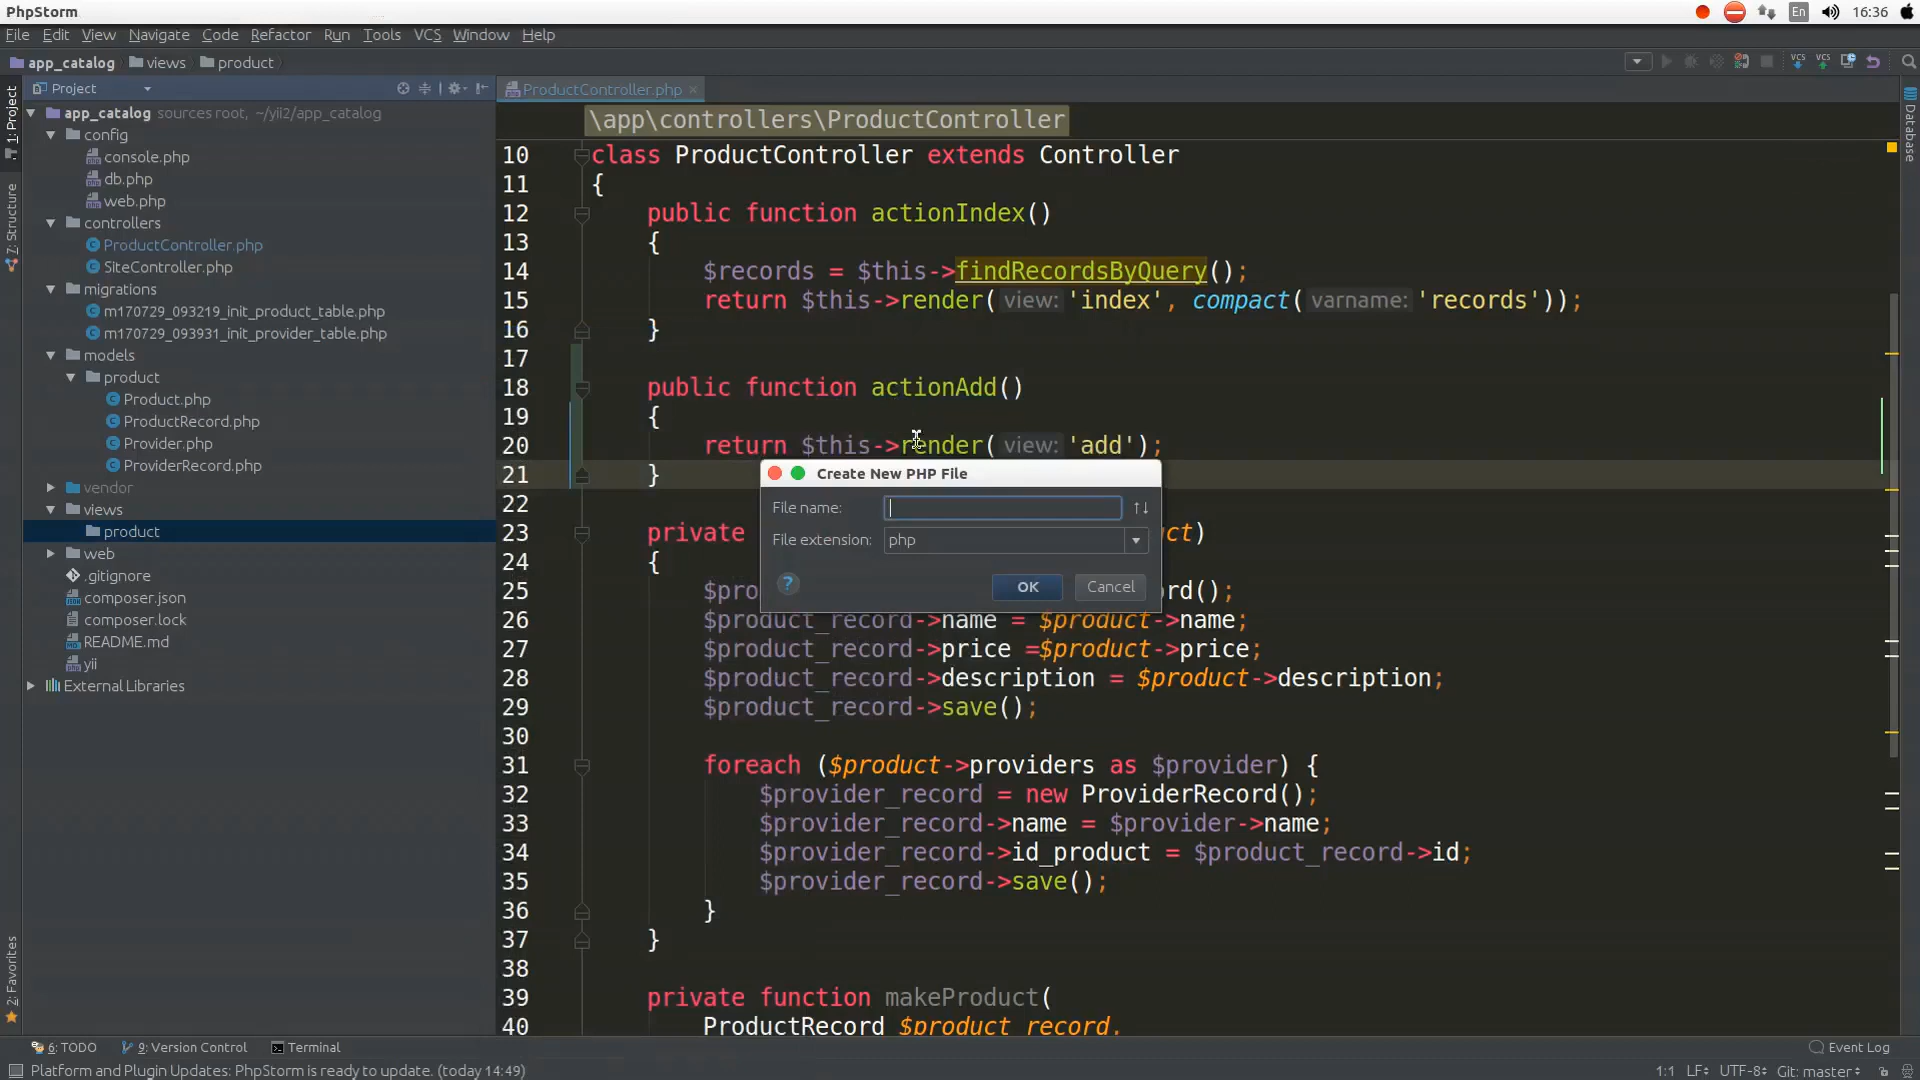 PhpStorm
En
16:36
File Edit View Navigate Code Refactor Run Tools VCS Window Help
app_catalog views product
VCS VCS
Project
ProductController.php
1: Project
7: Structure
2: Favorites
Database
app_catalog sources root, ~/yii2/app_catalog
config
console.php
db.php
web.php
controllers
ProductController.php
SiteController.php
migrations
m170729_093219_init_product_table.php
m170729_093931_init_provider_table.php
models
product
Product.php
ProductRecord.php
Provider.php
ProviderRecord.php
vendor
views
product
web
.gitignore
composer.json
composer.lock
README.md
yii
External Libraries
\app\controllers\ProductController
10 class ProductController extends Controller
11 {
12 public function actionIndex()
13 {
14 $records = $this->findRecordsByQuery();
15 return $this->render( view: 'index', compact( varname: 'records'));
16 }
17
18 public function actionAdd()
19 {
20 return $this->render( view: 'add');
21 }
22
23 private ct)
24 {
25 $pro rd();
26 $product_record->name = $product->name;
27 $product_record->price =$product->price;
28 $product_record->description = $product->description;
29 $product_record->save();
30
31 foreach ($product->providers as $provider) {
32 $provider_record = new ProviderRecord();
33 $provider_record->name = $provider->name;
34 $provider_record->id_product = $product_record->id;
35 $provider_record->save();
36 }
37 }
38
39 private function makeProduct(
40 ProductRecord $product_record,
Create New PHP File
File name:
File extension: php
?
OK Cancel
6: TODO 9: Version Control Terminal Event Log
Platform and Plugin Updates: PhpStorm is ready to update. (today 14:49) 1:1 LF UTF-8 Git: master